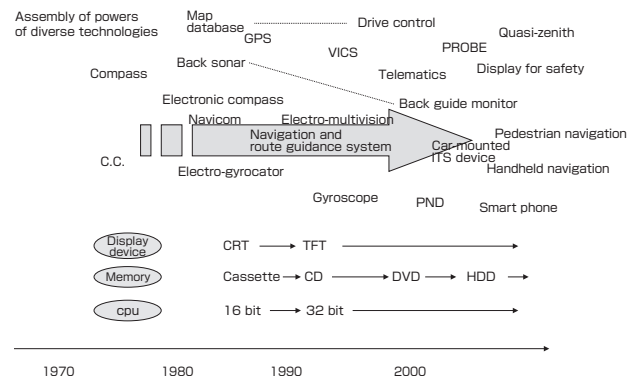 Assembly of powers
of diverse technologies
Map
database
Drive control
GPS
Quasi-zenith
VICS
PROBE
Back sonar
Compass
Telematics
Display for safety
Electronic compass
Back guide monitor
Navicom
Electro-multivision
Navigation and
route guidance system
Pedestrian navigation
Car-mounted
ITS device
C.C.
Electro-gyrocator
Handheld navigation
Gyroscope
PND
Smart phone
Display
device
CRT
TFT
Memory
Cassette
CD
DVD
HDD
cpu
16 bit
32 bit
1970
1980
1990
2000